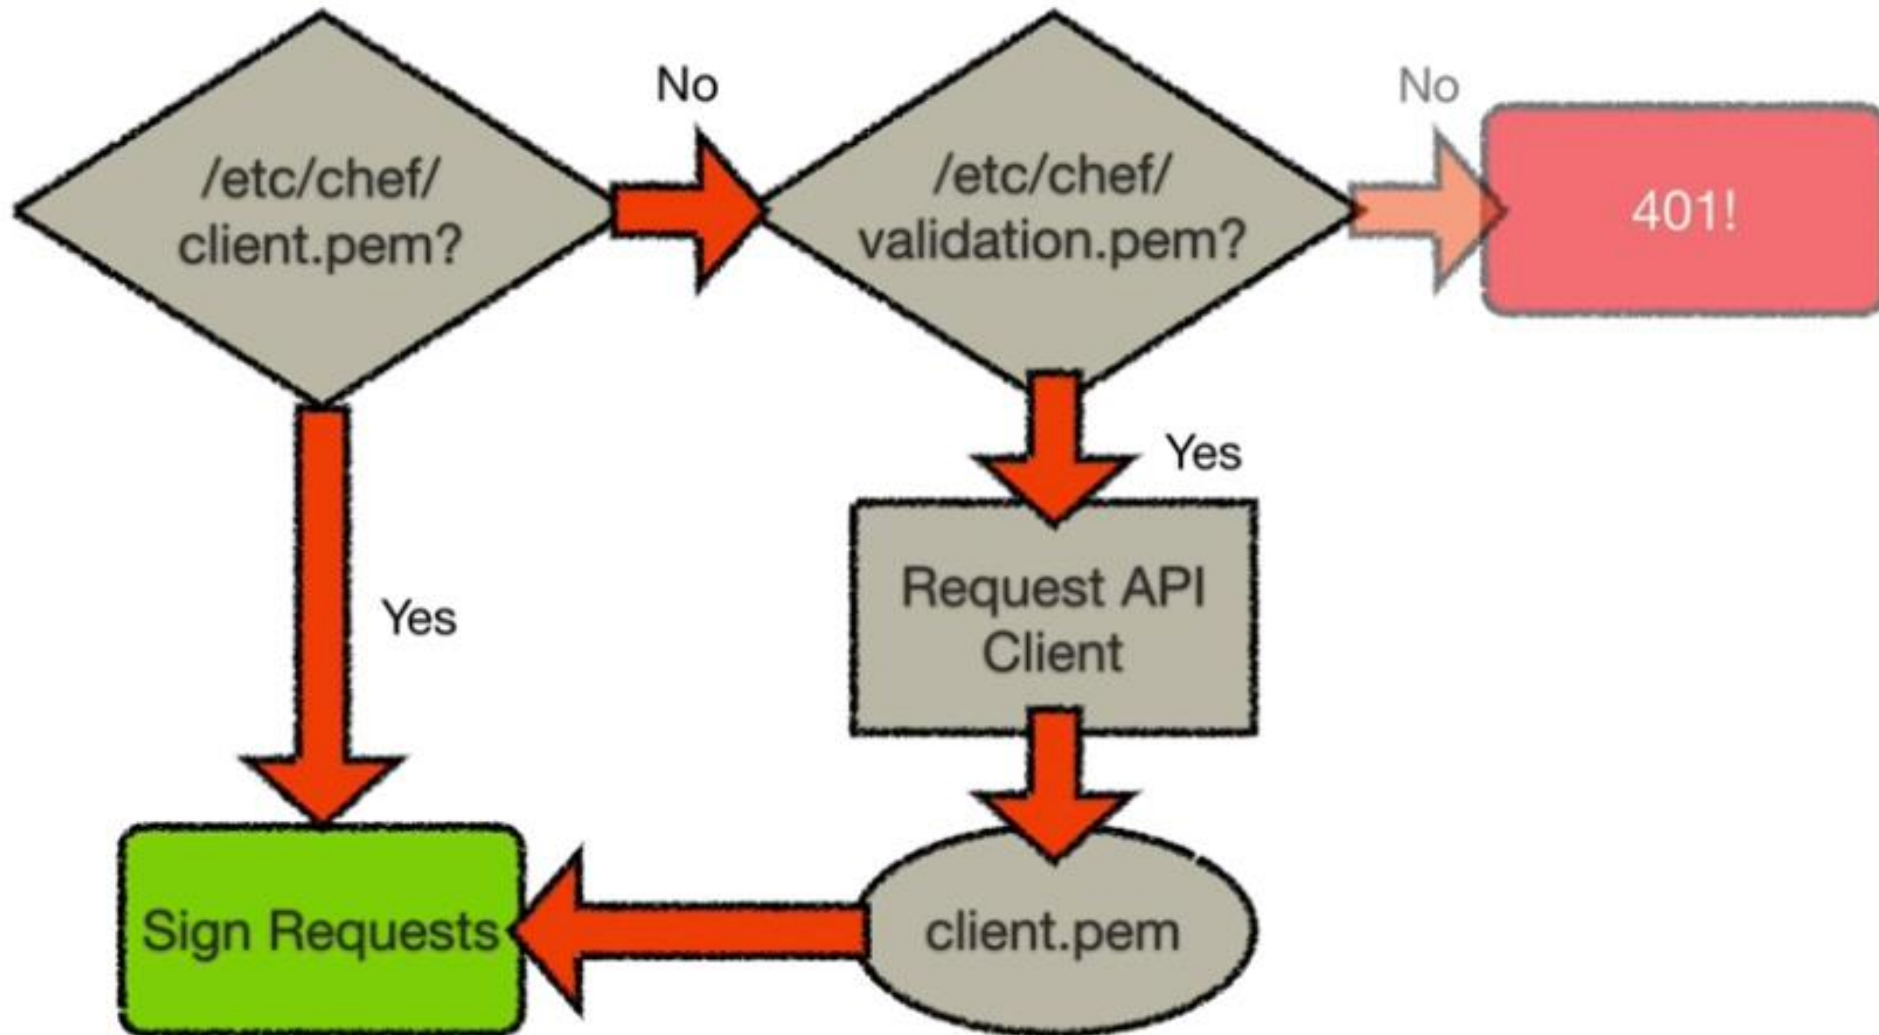 /etc/chef/
client.pem?
No
/etc/chef/
validation.pem?
No
401!
Yes
Yes
Request API
Client
Sign Requests
client.pem